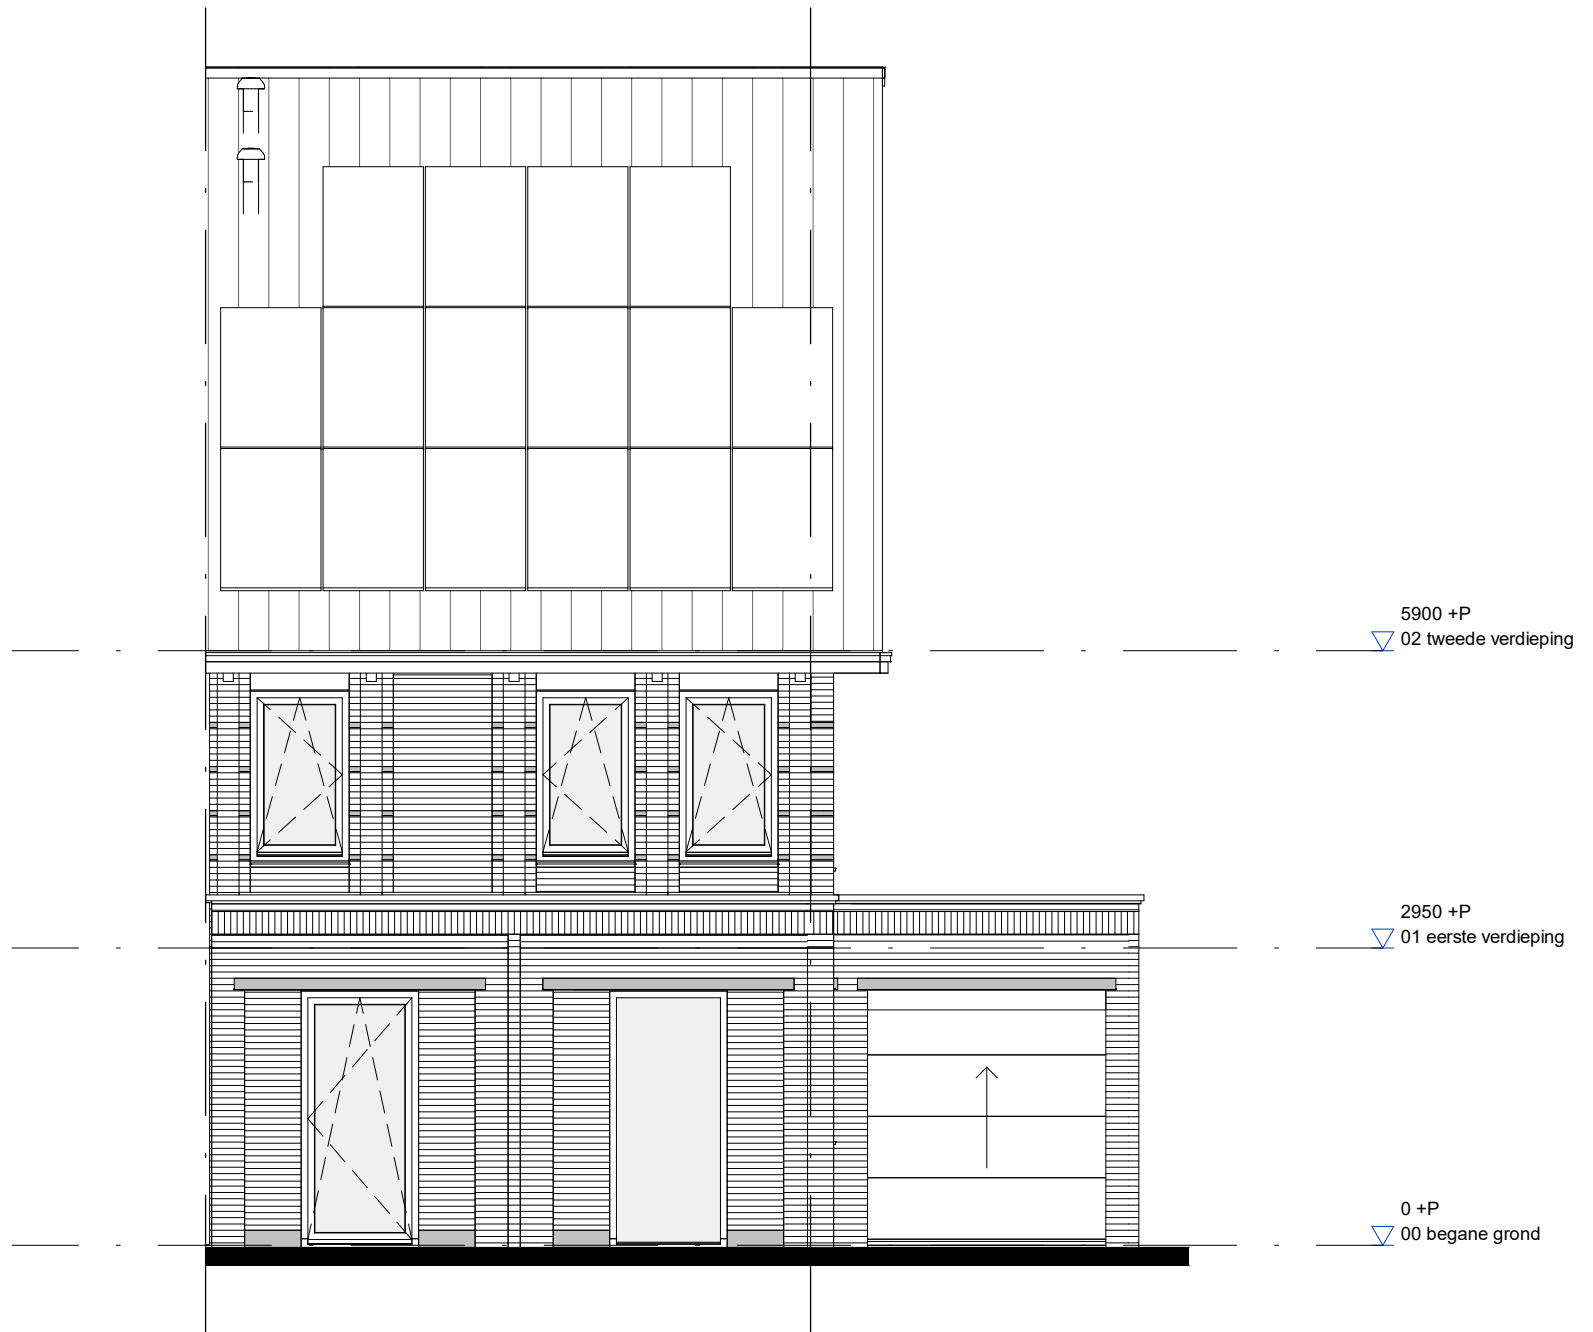 5900 +P
02 tweede verdieping
2950 +P
01 eerste verdieping
0 +P
00 begane grond